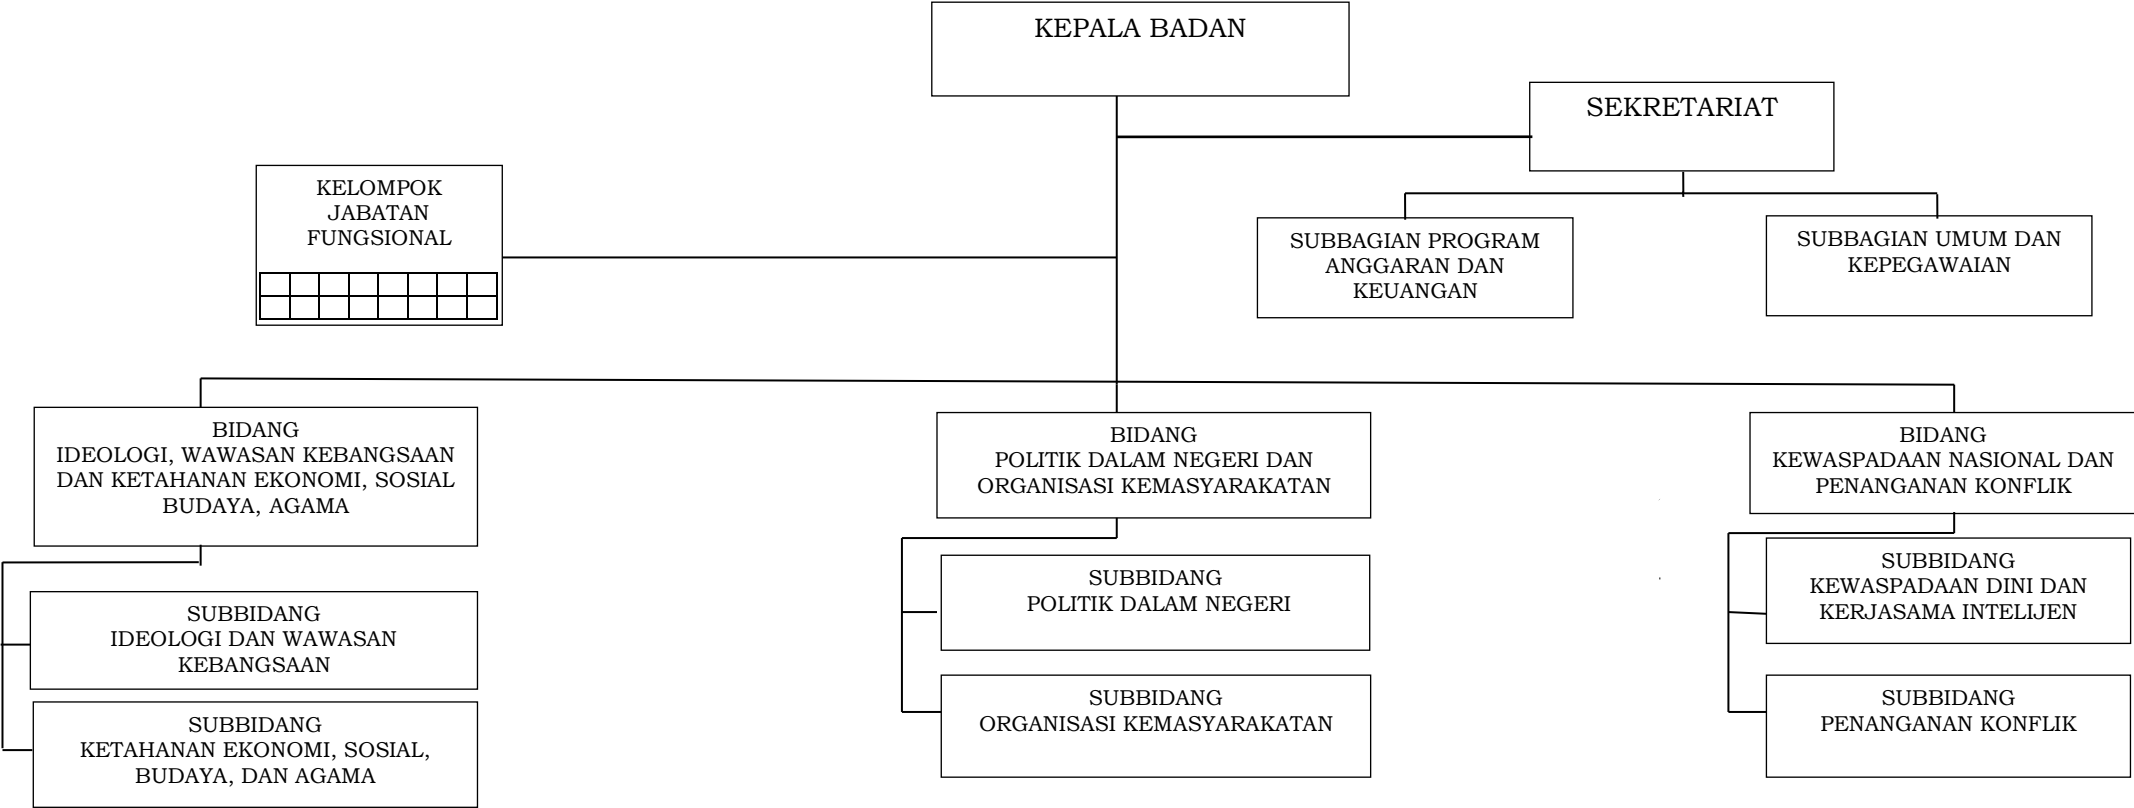 KEPALA BADAN
SEKRETARIAT
KELOMPOK
JABATAN
FUNGSIONAL
SUBBAGIAN PROGRAM
ANGGARAN DAN
KEUANGAN
SUBBAGIAN UMUM DAN
KEPEGAWAIAN
BIDANG
IDEOLOGI, WAWASAN KEBANGSAAN
DAN KETAHANAN EKONOMI, SOSIAL
BUDAYA, AGAMA
BIDANG
POLITIK DALAM NEGERI DAN
ORGANISASI KEMASYARAKATAN
BIDANG
KEWASPADAAN NASIONAL DAN
PENANGANAN KONFLIK
SUBBIDANG
IDEOLOGI DAN WAWASAN
KEBANGSAAN
SUBBIDANG
KETAHANAN EKONOMI, SOSIAL,
BUDAYA, DAN AGAMA
SUBBIDANG
POLITIK DALAM NEGERI
SUBBIDANG
ORGANISASI KEMASYARAKATAN
SUBBIDANG
KEWASPADAAN DINI DAN
KERJASAMA INTELIJEN
SUBBIDANG
PENANGANAN KONFLIK